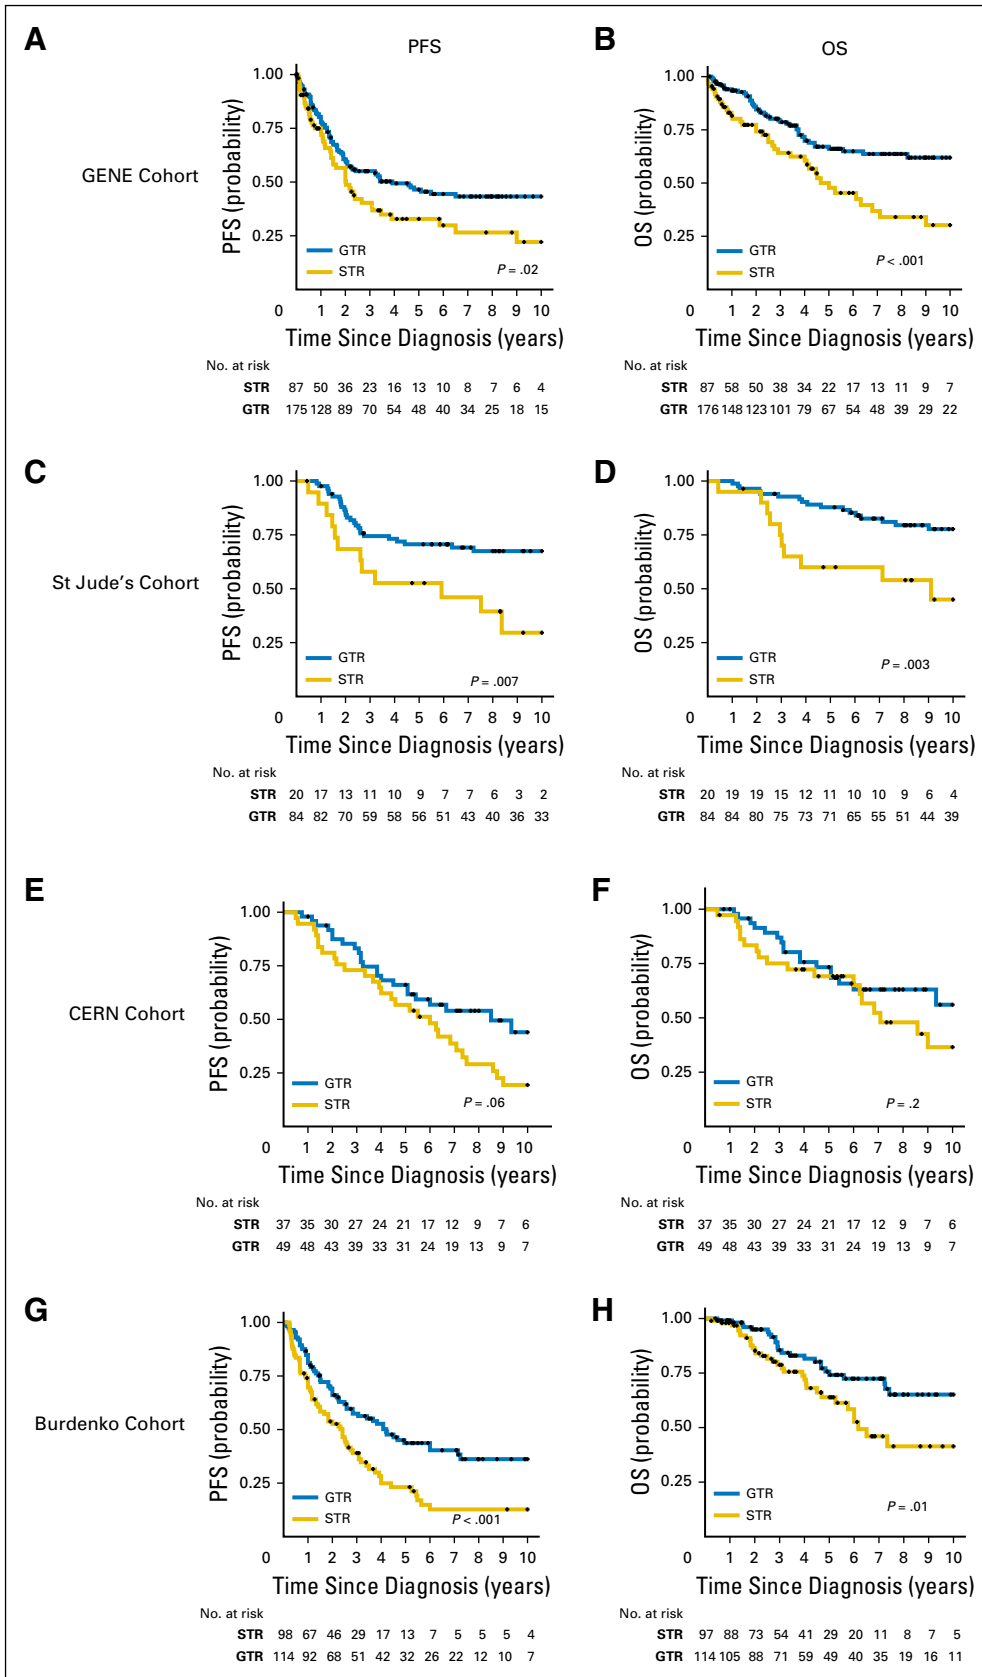 A
PFS
B
OS
GENE Cohort
PFS (probability)
1.00
0.75
0.50
0.25
GTR
STR
P = .02
0 1 2 3 4 5 6 7 8 9 10
Time Since Diagnosis (years)
No. at risk
STR 87 50 36 23 16 13 10 8 7 6 4
GTR 175 128 89 70 54 48 40 34 25 18 15
OS (probability)
1.00
0.75
0.50
0.25
GTR
STR
P < .001
0 1 2 3 4 5 6 7 8 9 10
Time Since Diagnosis (years)
No. at risk
STR 87 58 50 38 34 22 17 13 11 9 7
GTR 176 148 123 101 79 67 54 48 39 29 22
C
D
St Jude's Cohort
PFS (probability)
1.00
0.75
0.50
0.25
GTR
STR
P = .007
0 1 2 3 4 5 6 7 8 9 10
Time Since Diagnosis (years)
No. at risk
STR 20 17 13 11 10 9 7 7 6 3 2
GTR 84 82 70 59 58 56 51 43 40 36 33
OS (probability)
1.00
0.75
0.50
0.25
GTR
STR
P = .003
0 1 2 3 4 5 6 7 8 9 10
Time Since Diagnosis (years)
No. at risk
STR 20 19 19 15 12 11 10 10 9 6 4
GTR 84 84 80 75 73 71 65 55 51 44 39
E
F
CERN Cohort
PFS (probability)
1.00
0.75
0.50
0.25
GTR
STR
P = .06
0 1 2 3 4 5 6 7 8 9 10
Time Since Diagnosis (years)
No. at risk
STR 37 35 30 27 24 21 17 12 9 7 6
GTR 49 48 43 39 33 31 24 19 13 9 7
OS (probability)
1.00
0.75
0.50
0.25
GTR
STR
P = .2
0 1 2 3 4 5 6 7 8 9 10
Time Since Diagnosis (years)
No. at risk
STR 37 35 30 27 24 21 17 12 9 7 6
GTR 49 48 43 39 33 31 24 19 13 9 7
G
H
Burdenko Cohort
PFS (probability)
1.00
0.75
0.50
0.25
GTR
STR
P < .001
0 1 2 3 4 5 6 7 8 9 10
Time Since Diagnosis (years)
No. at risk
STR 98 67 46 29 17 13 7 5 5 5 4
GTR 114 92 68 51 42 32 26 22 12 10 7
OS (probability)
1.00
0.75
0.50
0.25
GTR
STR
P = .01
0 1 2 3 4 5 6 7 8 9 10
Time Since Diagnosis (years)
No. at risk
STR 97 88 73 54 41 29 20 11 8 7 5
GTR 114 105 88 71 59 49 40 35 19 16 11